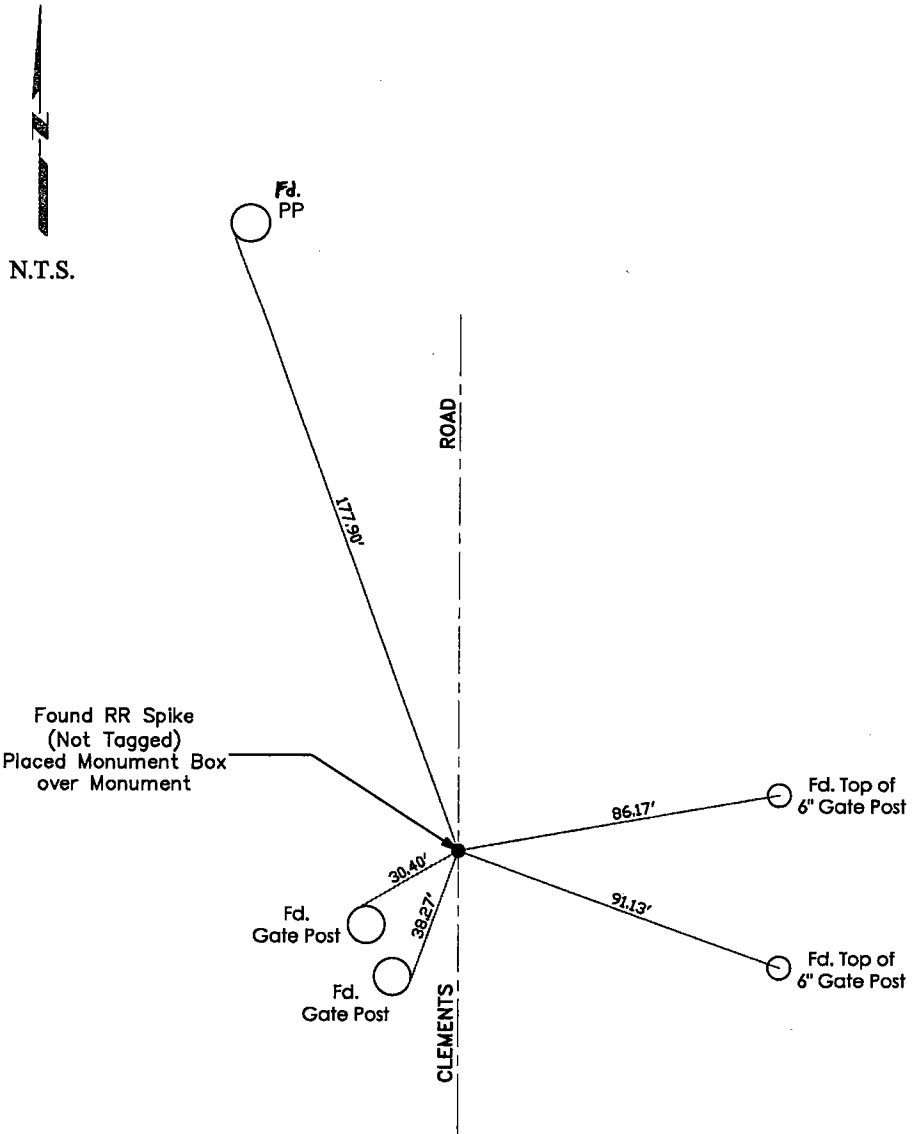 N
N.T.S.
Fd.
PP
ROAD
177.90'
Found RR Spike
(Not Tagged)
Placed Monument Box
over Monument
Fd. Top of
6" Gate Post
86.17'
30.40'
38.27'
91.13'
Fd.
Gate Post
Fd. Top of
6" Gate Post
Fd.
Gate Post
CLEMENTS